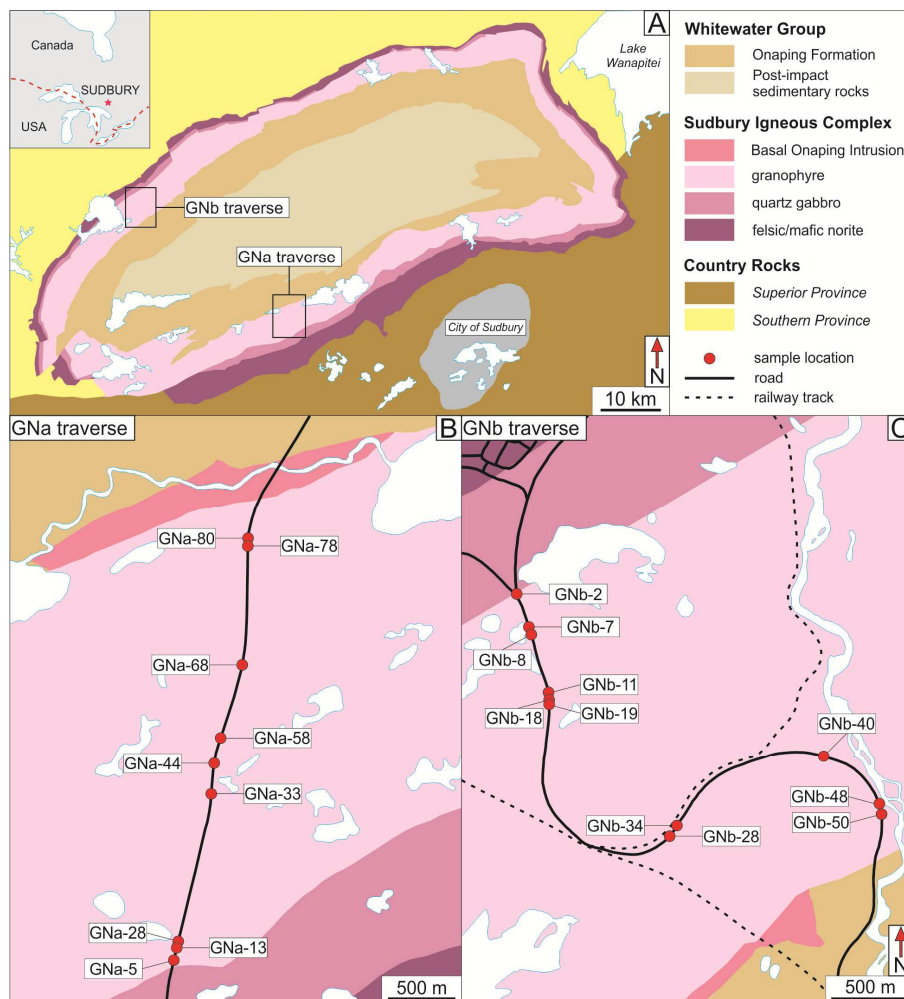 Canada
SUDBURY
USA
A
Lake
Wanapitei
GNb traverse
GNa traverse
City of Sudbury
N
10 km
Whitewater Group
Onaping Formation
Post-impact
sedimentary rocks
Sudbury Igneous Complex
Basal Onaping Intrusion
granophyre
quartz gabbro
felsic/mafic norite
Country Rocks
Superior Province
Southern Province
sample location
road
railway track
GNa traverse
B
GNa-80
GNa-78
GNa-68
GNa-58
GNa-44
GNa-33
GNa-28
GNa-13
GNa-5
500 m
GNb traverse
C
GNb-2
GNb-7
GNb-8
GNb-11
GNb-18
GNb-19
GNb-40
GNb-48
GNb-34
GNb-50
GNb-28
N
500 m